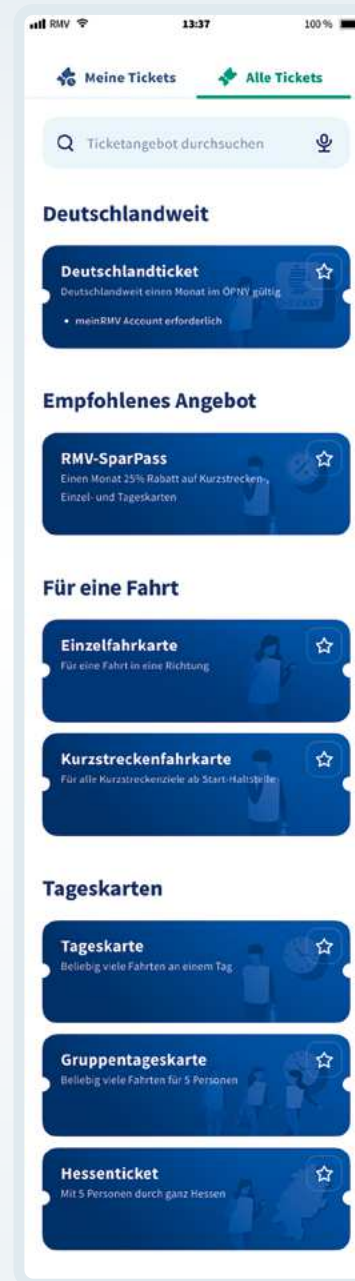 RMV 13:37 100 %
Meine Tickets Alle Tickets
Ticketangebot durchsuchen
Deutschlandweit
Deutschlandticket
Deutschlandweit einen Monat im ÖPNV gültig
• meinRMV Account erforderlich
Empfohlenes Angebot
RMV-SparPass
Einen Monat 25% Rabatt auf Kurzstrecken-,
Einzel- und Tageskarten
Für eine Fahrt
Einzelfahrkarte
Für eine Fahrt in eine Richtung
Kurzstreckenfahrkarte
Für alle Kurzstreckenziele ab Start-Haltstelle
Tageskarten
Tageskarte
Beliebig viele Fahrten an einem Tag
Gruppentageskarte
Beliebig viele Fahrten für 5 Personen
Hessenticket
Mit 5 Personen durch ganz Hessen